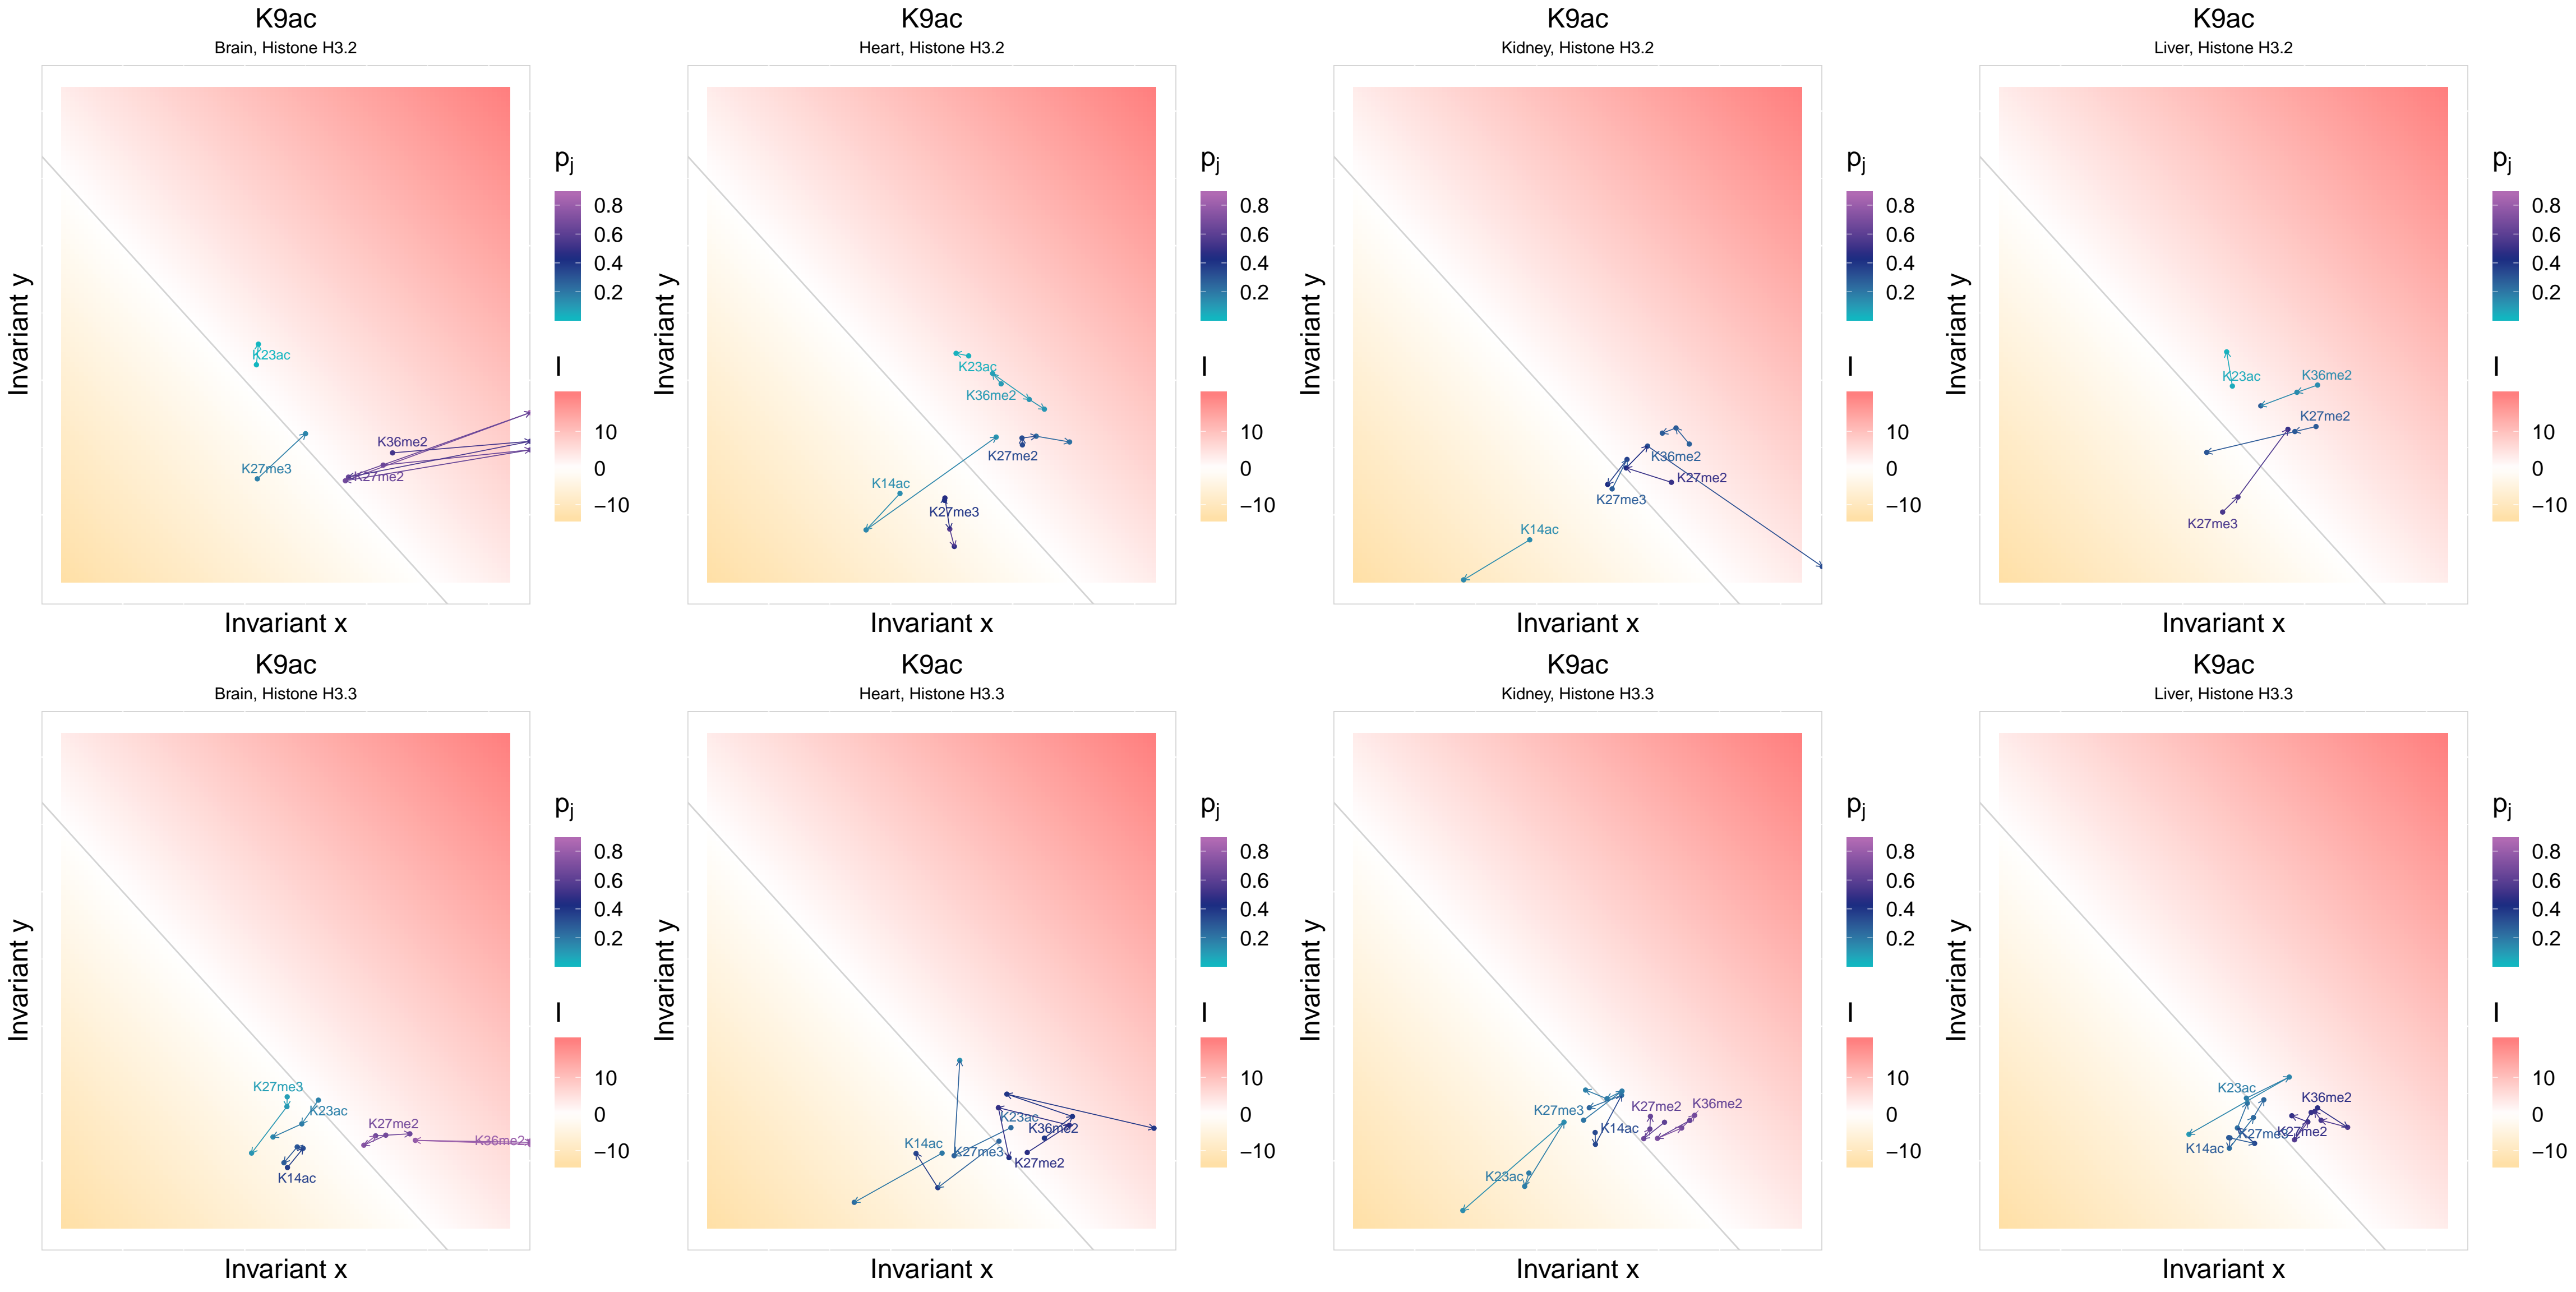 K9ac
Brain, Histone H3.2
Invariant y
Invariant x
K23ac
K27me3
K36me2
K27me2
pj
0.8
0.6
0.4
0.2
I
10
0
−10
K9ac
Heart, Histone H3.2
Invariant y
Invariant x
K23ac
K36me2
K27me2
K14ac
K27me3
pj
0.8
0.6
0.4
0.2
I
10
0
−10
K9ac
Kidney, Histone H3.2
Invariant y
Invariant x
K36me2
K27me2
K27me3
K14ac
pj
0.8
0.6
0.4
0.2
I
10
0
−10
K9ac
Liver, Histone H3.2
Invariant y
Invariant x
K23ac
K36me2
K27me2
K27me3
pj
0.8
0.6
0.4
0.2
I
10
0
−10
K9ac
Brain, Histone H3.3
Invariant y
Invariant x
K27me3
K23ac
K27me2
K36me2
K14ac
pj
0.8
0.6
0.4
0.2
I
10
0
−10
K9ac
Heart, Histone H3.3
Invariant y
Invariant x
K23ac
K36me2
K14ac
K27me3
K27me2
pj
0.8
0.6
0.4
0.2
I
10
0
−10
K9ac
Kidney, Histone H3.3
Invariant y
Invariant x
K27me3
K27me2
K36me2
K14ac
K23ac
pj
0.8
0.6
0.4
0.2
I
10
0
−10
K9ac
Liver, Histone H3.3
Invariant y
Invariant x
K23ac
K36me2
K27me3
K27me2
K14ac
pj
0.8
0.6
0.4
0.2
I
10
0
−10